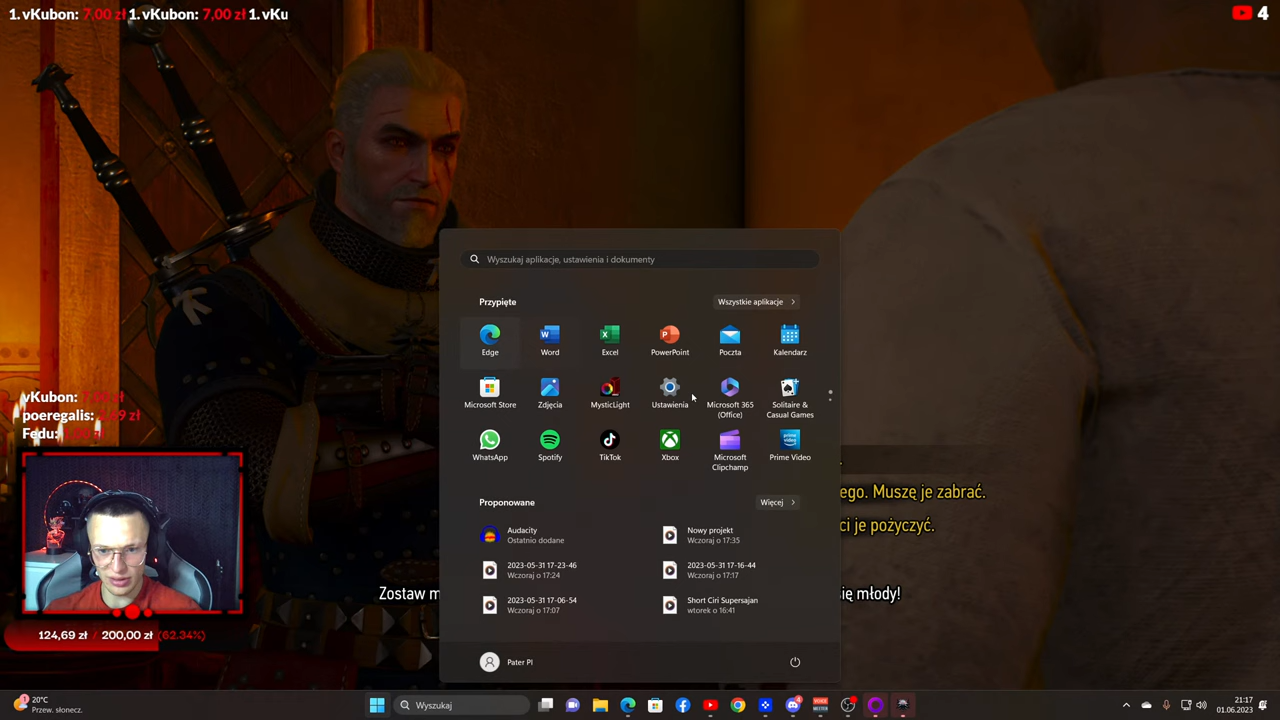 1. vKubon: 7,00 zł 1. vKubon: 7,00 zł 1. vKu
4
Wyszukaj aplikacje, ustawienia i dokumenty
Przypięte
Wszystkie aplikacje
Edge
Word
Excel
PowerPoint
Poczta
Kalendarz
Microsoft Store
Zdjęcia
MysticLight
Ustawienia
Microsoft 365
(Office)
Solitaire &
Casual Games
WhatsApp
Spotify
TikTok
Xbox
Microsoft
Clipchamp
prime video
Prime Video
Proponowane
Więcej
Audacity
Ostatnio dodane
Nowy projekt
Wczoraj o 17:35
2023-05-31 17-23-46
Wczoraj o 17:24
2023-05-31 17-16-44
Wczoraj o 17:17
2023-05-31 17-06-54
Wczoraj o 17:07
Short Ciri Supersajan
wtorek o 16:41
Pater Pl
ego. Muszę je zabrać.
ci je pożyczyć.
Zostaw m
się młody!
vKubon: 7,00 zł
poeregalis:
Fedu:
124,69 zł / 200,00 zł (62.34%)
20°C
Przew. słonecz.
Wyszukaj
21:17
01.06.2023